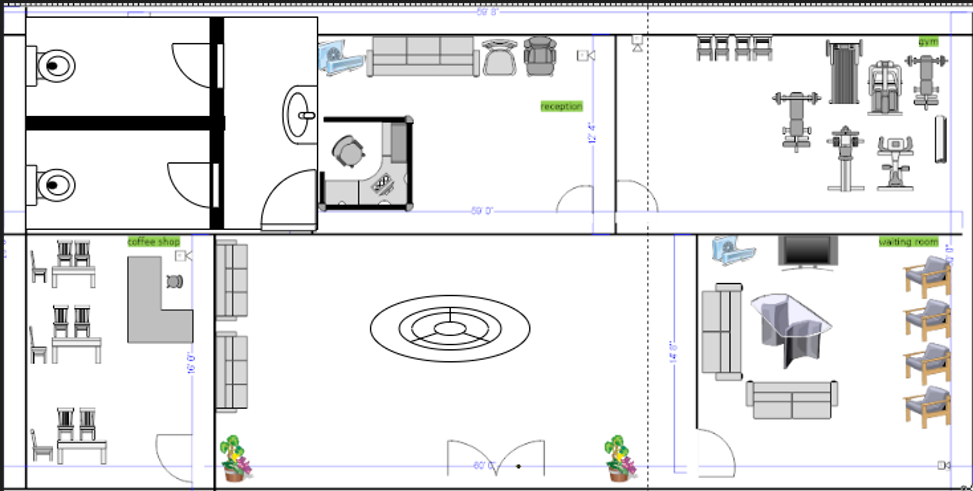 59' 8"
gym
reception
12' 4"
59' 0"
coffee shop
waiting room
16' 0"
14' 8"
60' 0"